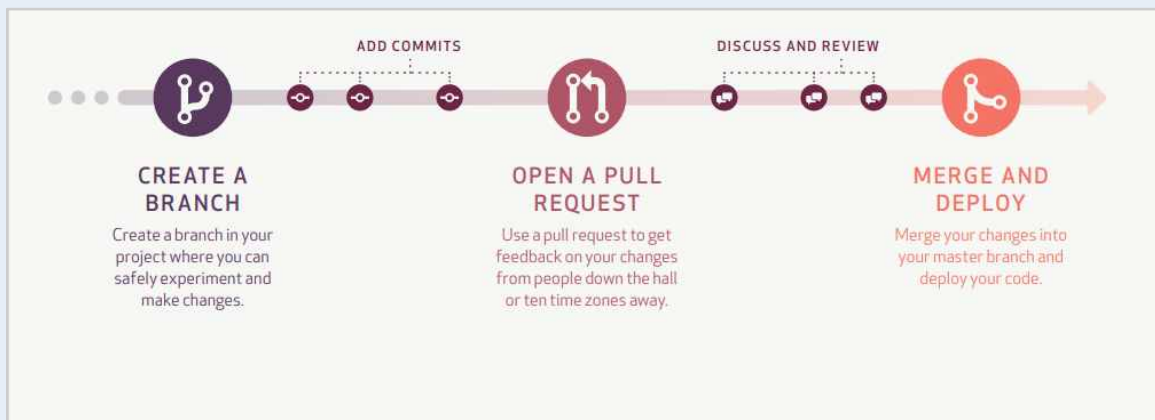 ADD COMMITS
DISCUSS AND REVIEW
CREATE A
BRANCH
Create a branch in your
project where you can
safely experiment and
make changes.
OPEN A PULL
REQUEST
Use a pull request to get
feedback on your changes
from people down the hall
or ten time zones away.
MERGE AND
DEPLOY
Merge your changes into
your master branch and
deploy your code.